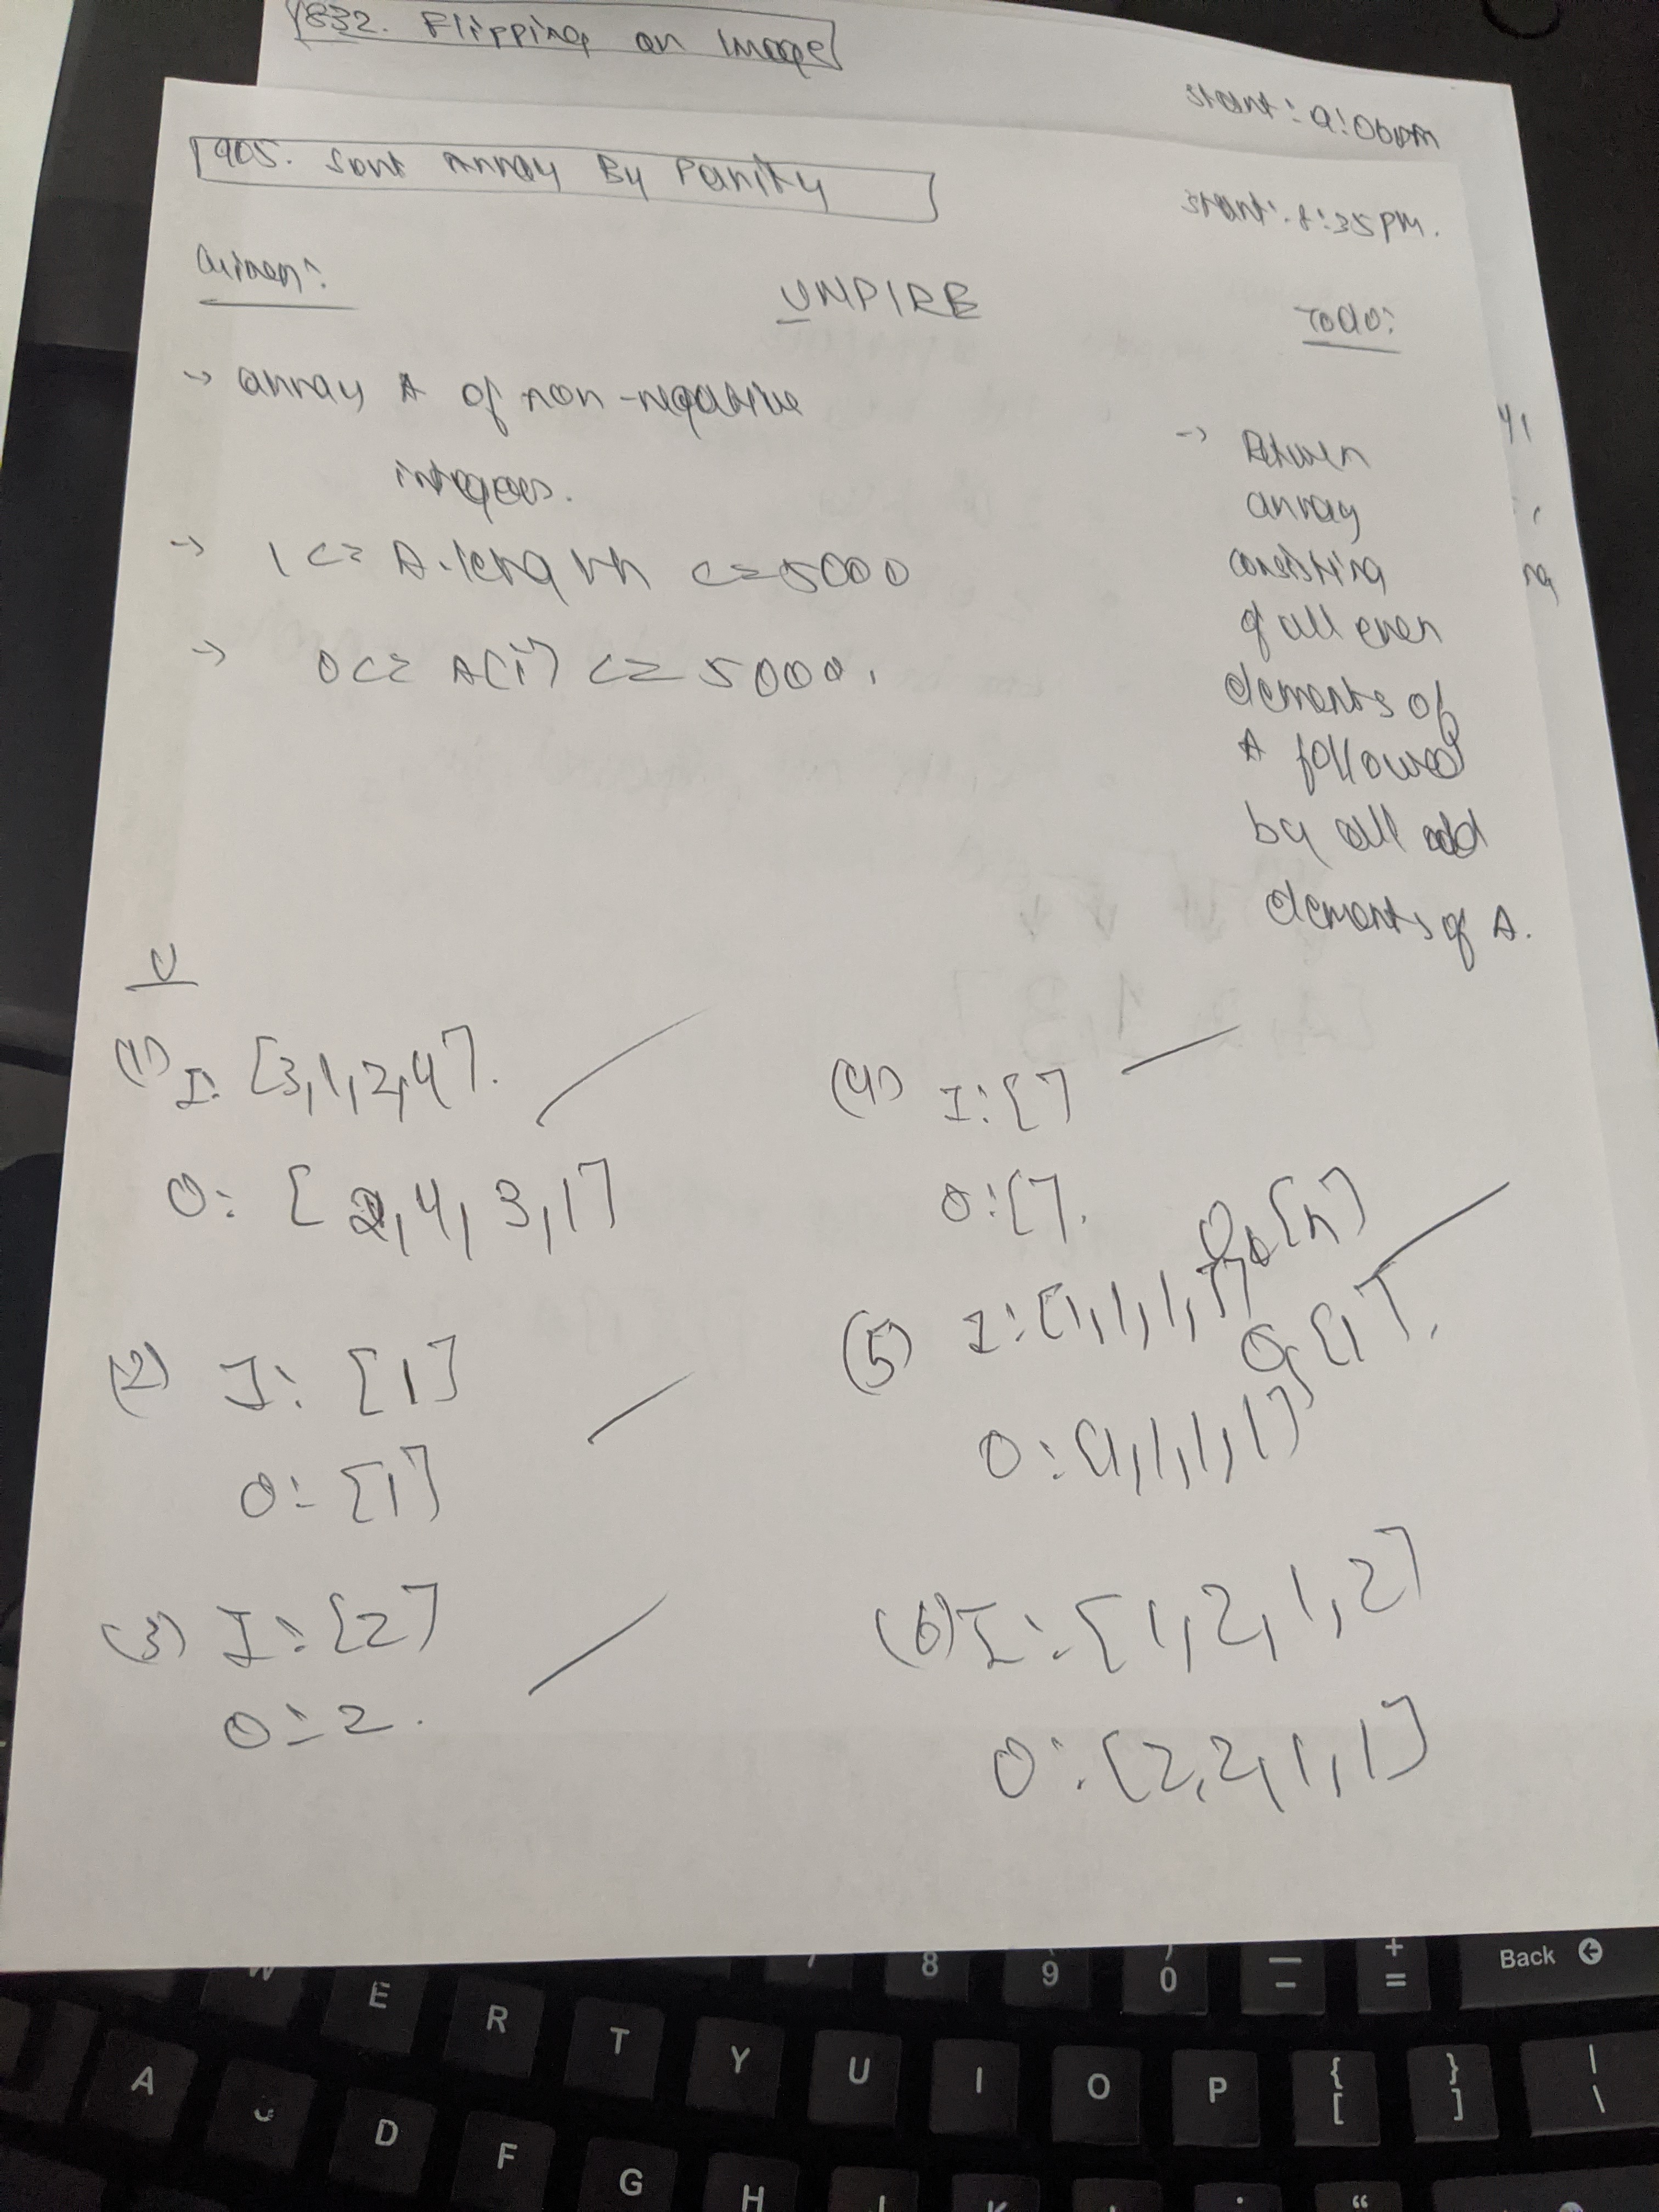 832. Flipping an Image
start: 9:06pm
905. Sort Array By Parity
start: 8:35PM.
Given:
UMPIRE
Todo:
-> array A of non-negative
integers.
-> 1 <= A.length <= 5000
-> 0 <= A[i] <= 5000.
-> Return
array
consisting
of all even
elements of
A followed
by all odd
elements of A.
U
(1) I: [3,1,2,4].
O: [2,4,3,1]
(2) I: [1]
O: [1]
(3) I: [2]
O: 2.
(4) I: []
O: [].
O [n]
(5) I: [1,1,1,1]
O [1].
O: [1,1,1,1]
(6) I: [1,2,1,2]
O: [2,2,1,1]
8
9
)
0
—
-
+
=
Back
E
R
T
Y
U
I
O
P
{
[
}
]
|
\
A
D
F
G
H
“